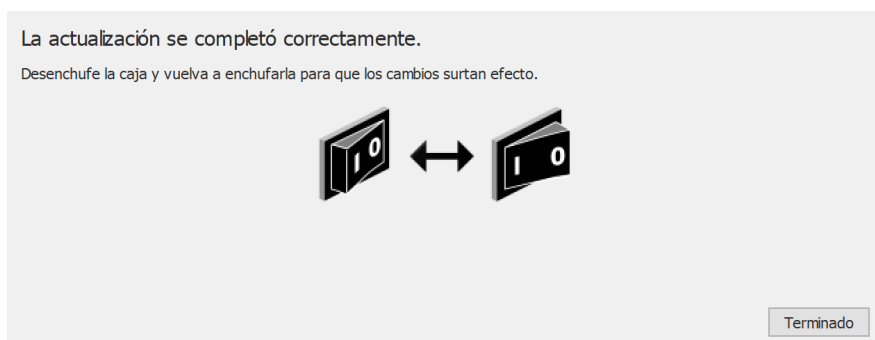 La actualización se completó correctamente.
Desenchufe la caja y vuelva a enchufarla para que los cambios surtan efecto.
I O
I O
Terminado